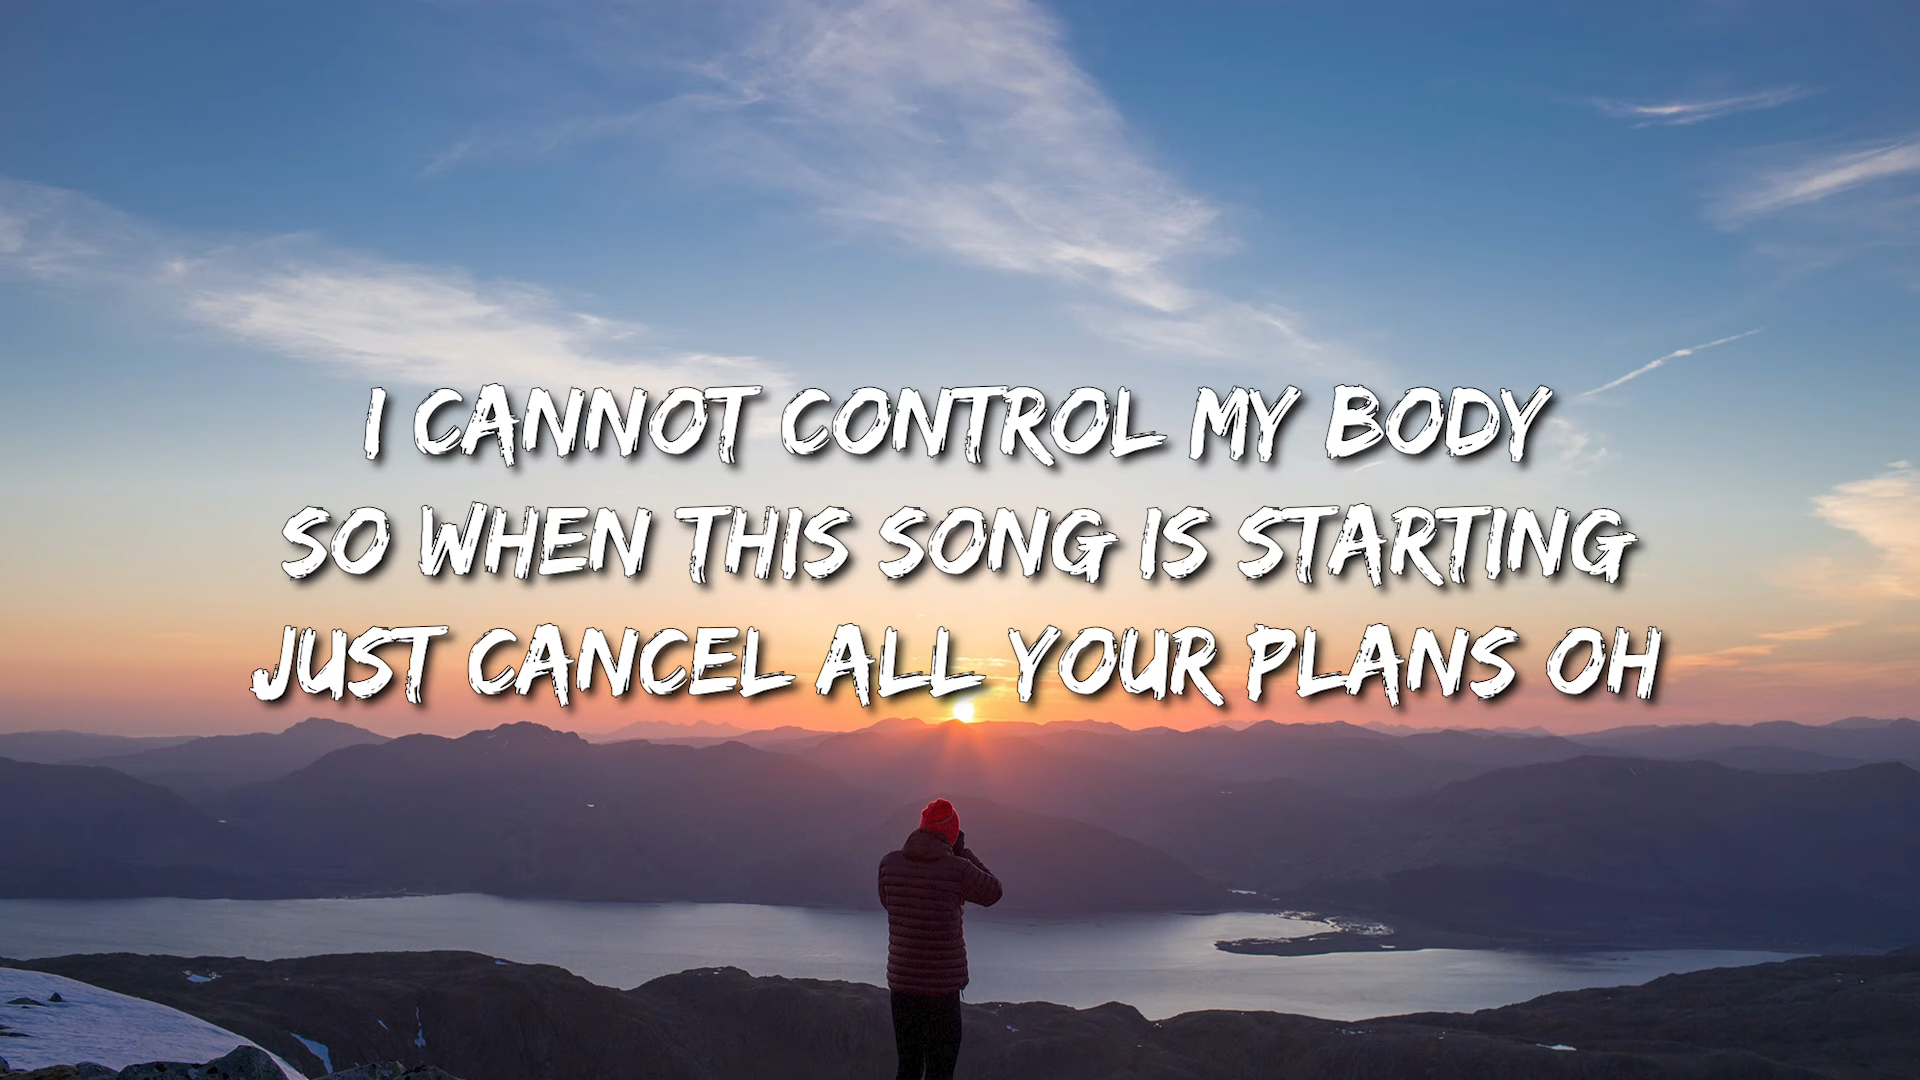 I CANNOT CONTROL MY BODY
SO WHEN THIS SONG IS STARTING
JUST CANCEL ALL YOUR PLANS OH